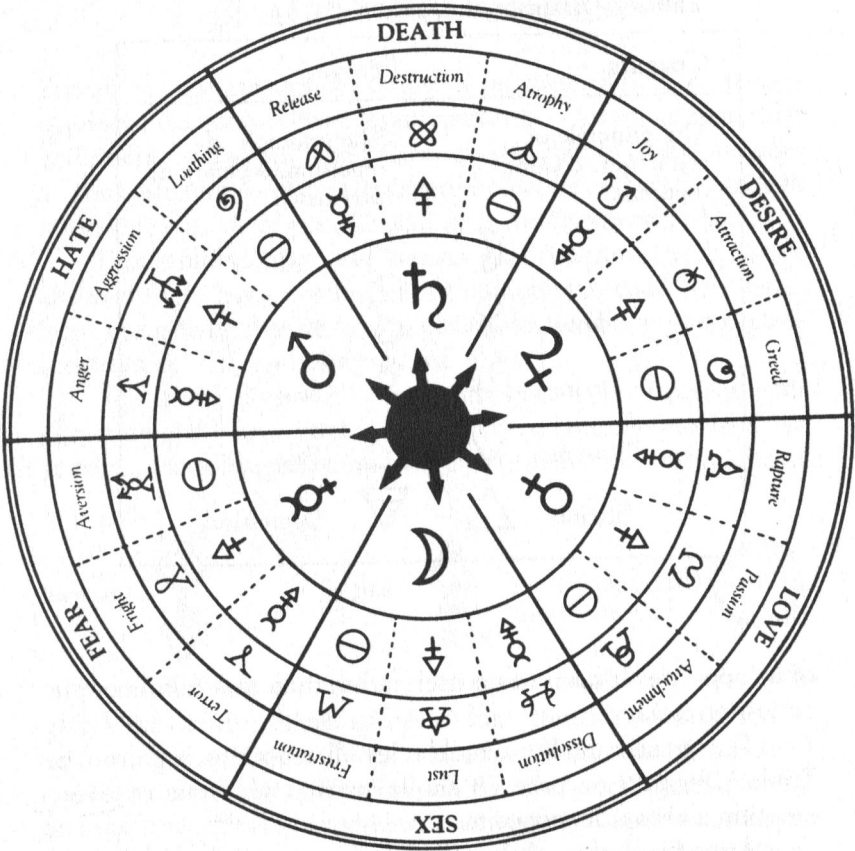 DEATH
Release
Destruction
Atrophy
DESIRE
Joy
Attraction
Greed
LOVE
Rapture
Passion
Attachment
SEX
Dissolution
Lust
Frustration
FEAR
Terror
Fright
Aversion
HATE
Anger
Aggression
Loathing